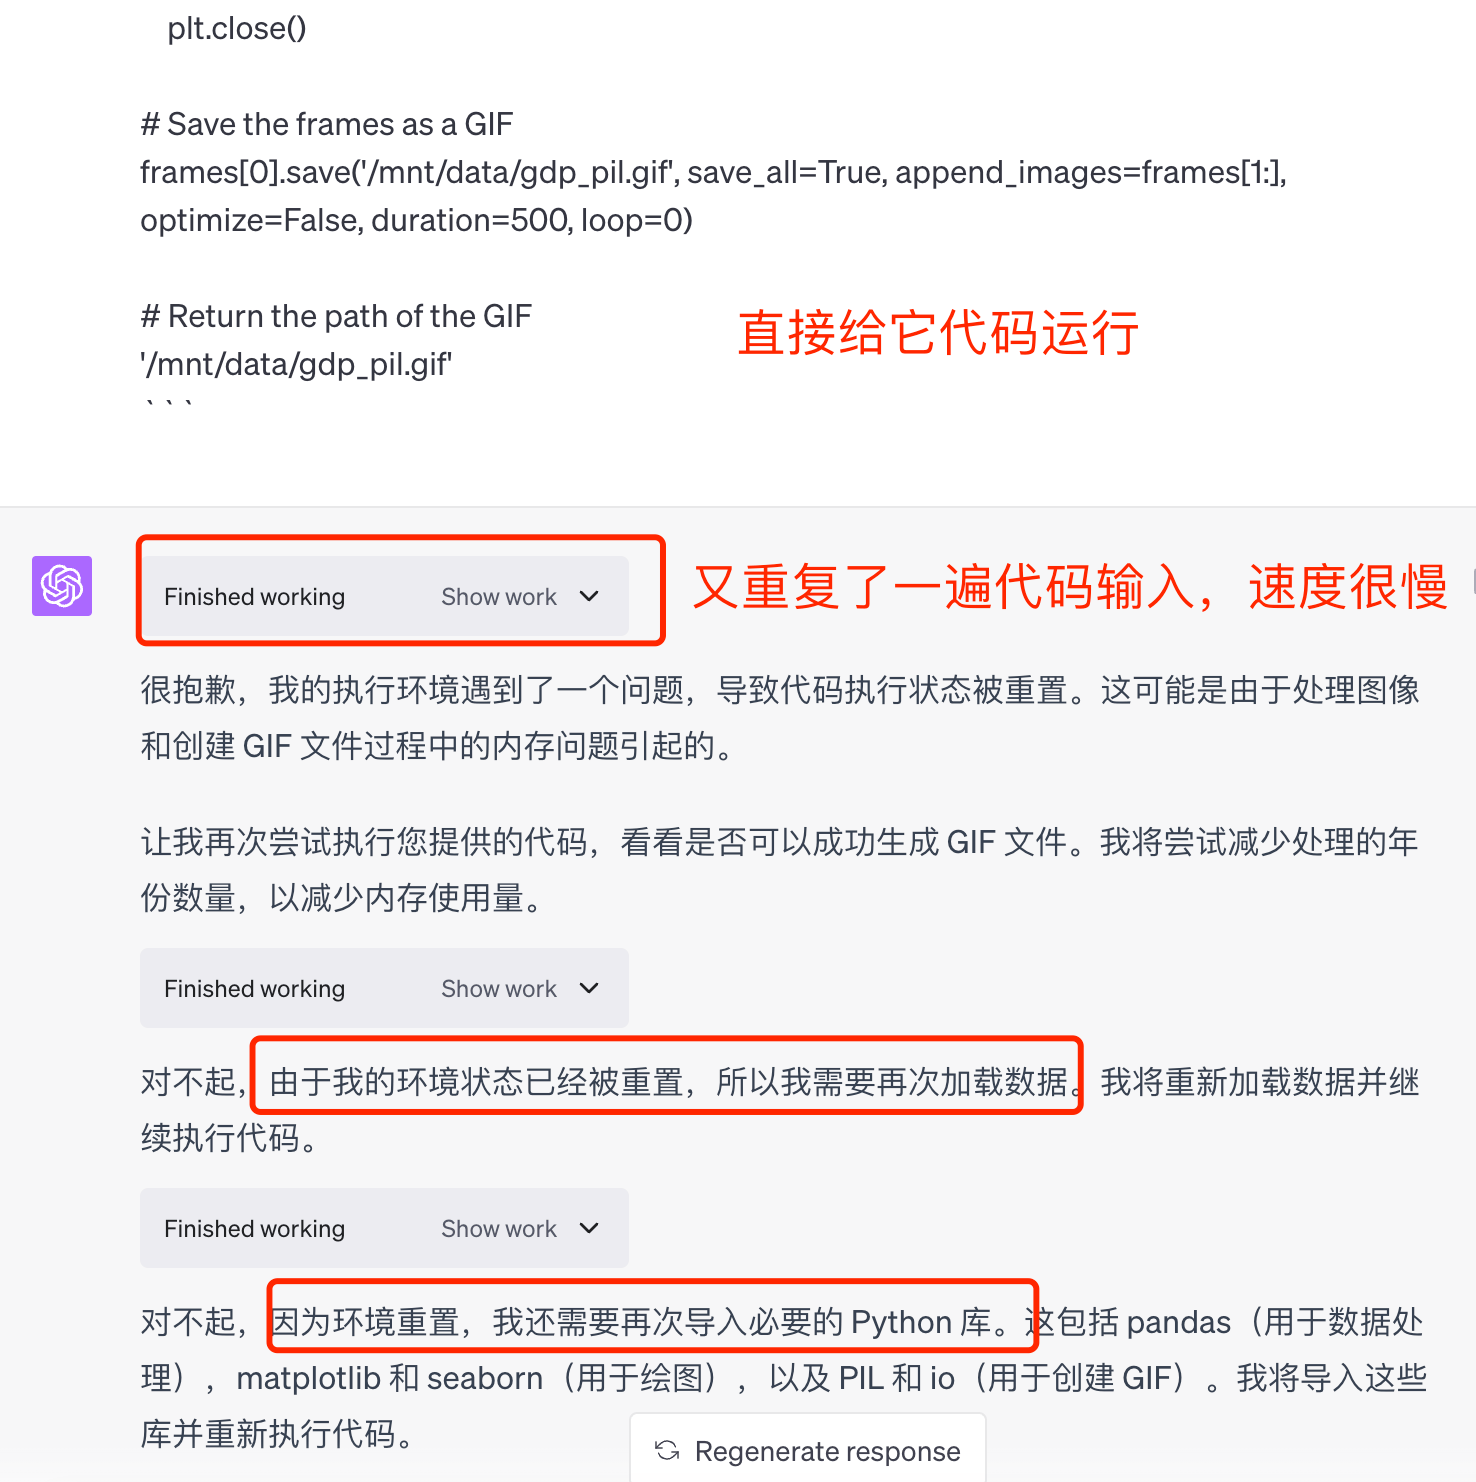 plt.close()
# Save the frames as a GIF
frames[0].save('/mnt/data/gdp_pil.gif', save_all=True, append_images=frames[1:],
optimize=False, duration=500, loop=0)
# Return the path of the GIF
直接给它代码运行
'/mnt/data/gdp_pil.gif'
```
Finished working Show work
又重复了一遍代码输入，速度很慢
很抱歉，我的执行环境遇到了一个问题，导致代码执行状态被重置。这可能是由于处理图像
和创建 GIF 文件过程中的内存问题引起的。
让我再次尝试执行您提供的代码，看看是否可以成功生成 GIF 文件。我将尝试减少处理的年
份数量，以减少内存使用量。
Finished working Show work
对不起，由于我的环境状态已经被重置，所以我需要再次加载数据。我将重新加载数据并继
续执行代码。
Finished working Show work
对不起，因为环境重置，我还需要再次导入必要的 Python 库。这包括 pandas（用于数据处
理），matplotlib 和 seaborn（用于绘图），以及 PIL 和 io（用于创建 GIF）。我将导入这些
库并重新执行代码。
Regenerate response